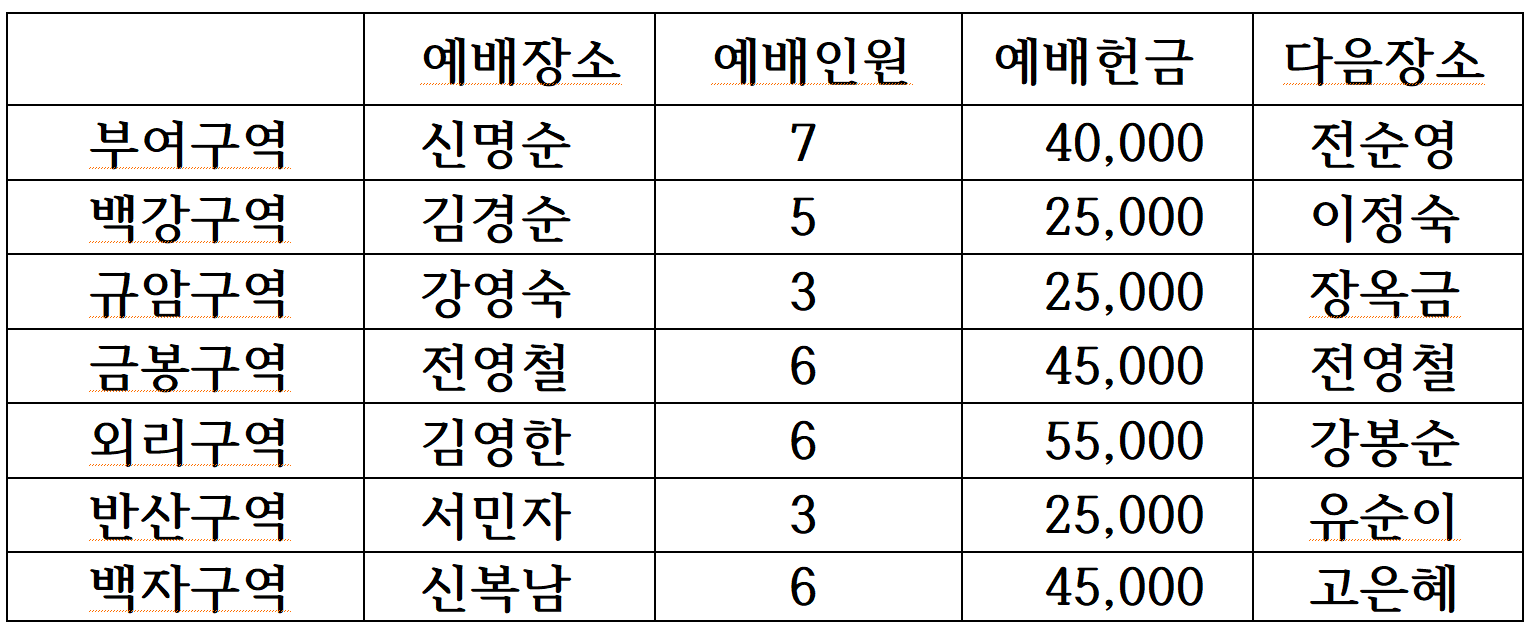 예배장소 예배인원 예배헌금 다음장소
부여구역 신명순 7 40,000 전순영
백강구역 김경순 5 25,000 이정숙
규암구역 강영숙 3 25,000 장옥금
금봉구역 전영철 6 45,000 전영철
외리구역 김영한 6 55,000 강봉순
반산구역 서민자 3 25,000 유순이
백자구역 신복남 6 45,000 고은혜